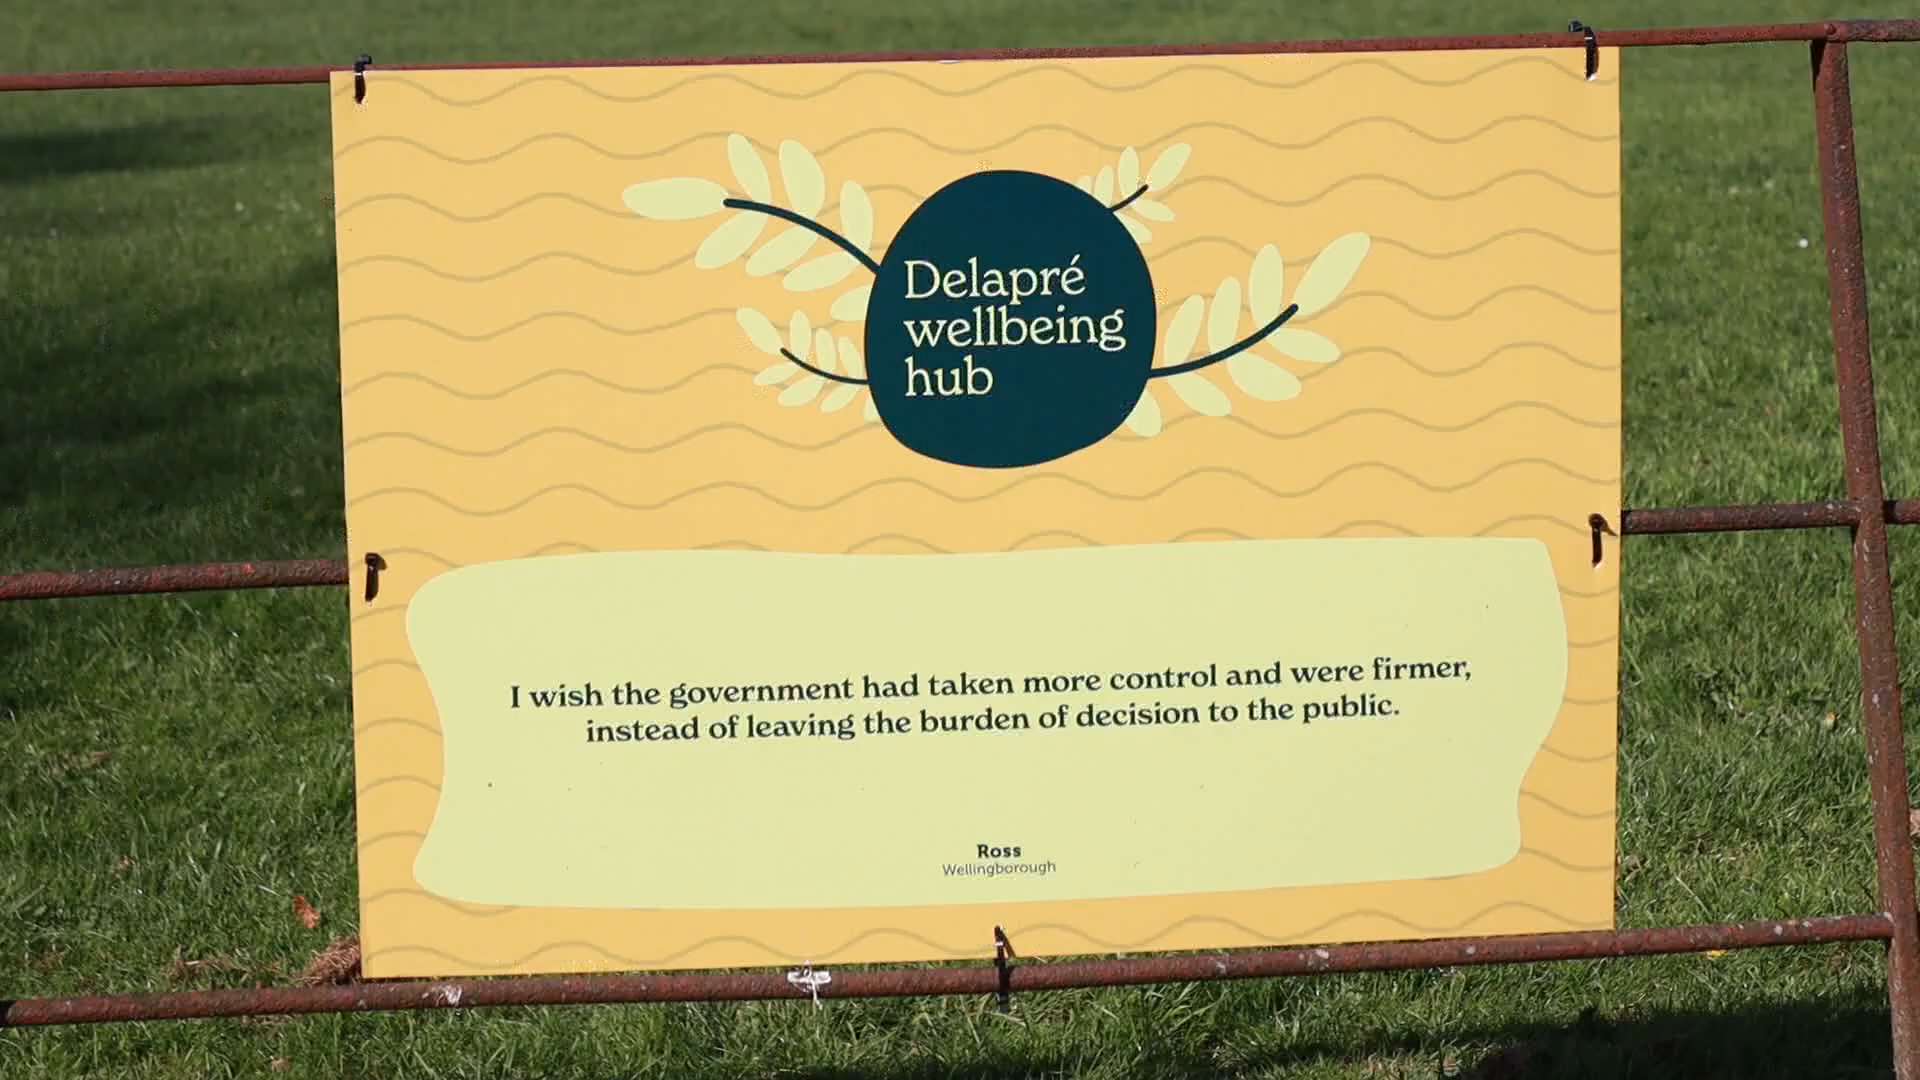 Delapré
wellbeing
hub
I wish the government had taken more control and were firmer,
instead of leaving the burden of decision to the public.
Ross
Wellingborough